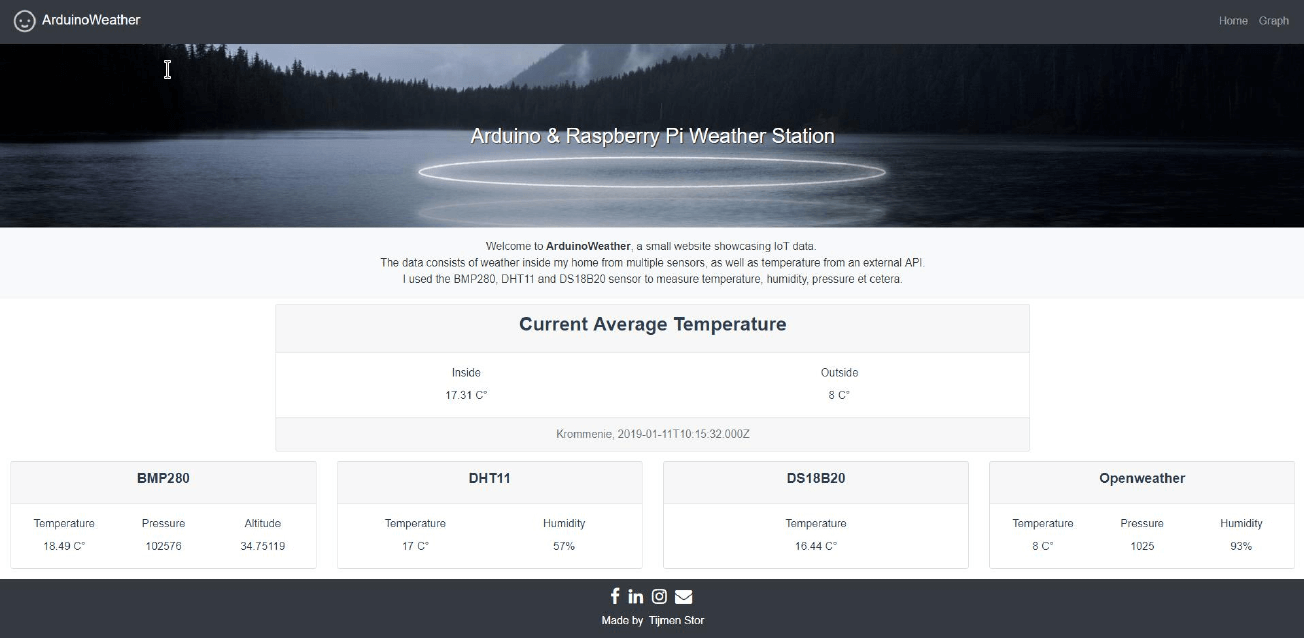 ArduinoWeather
Home Graph
Arduino & Raspberry Pi Weather Station
Welcome to ArduinoWeather, a small website showcasing IoT data.
The data consists of weather inside my home from multiple sensors, as well as temperature from an external API.
I used the BMP280, DHT11 and DS18B20 sensor to measure temperature, humidity, pressure et cetera.
Current Average Temperature
Inside Outside
17.31 C° 8 C°
Krommenie, 2019-01-11T10:15:32.000Z
BMP280
Temperature Pressure Altitude
18.49 C° 102576 34.75119
DHT11
Temperature Humidity
17 C° 57%
DS18B20
Temperature
16.44 C°
Openweather
Temperature Pressure Humidity
8 C° 1025 93%
Made by Tijmen Stor